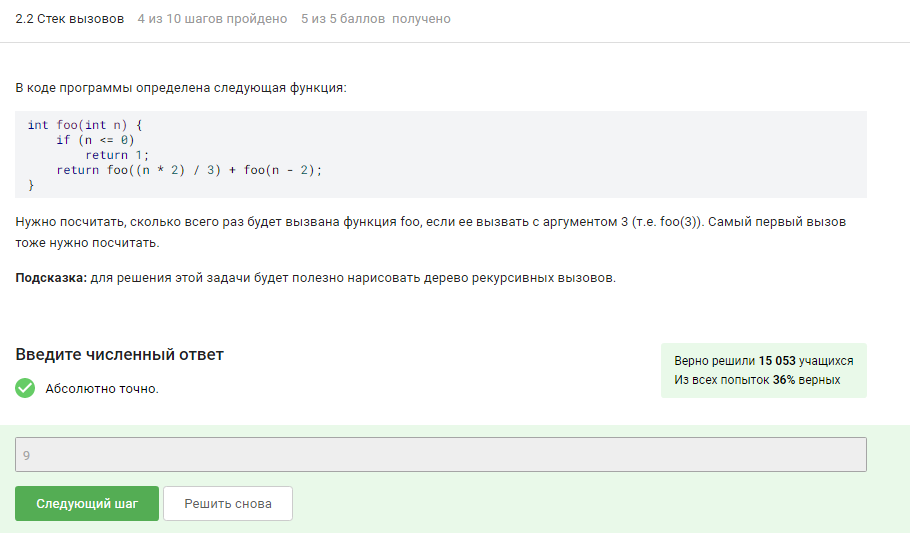 2.2 Стек вызовов 4 из 10 шагов пройдено 5 из 5 баллов получено
В коде программы определена следующая функция:
int foo(int n) {
    if (n <= 0)
        return 1;
    return foo((n * 2) / 3) + foo(n - 2);
}
Нужно посчитать, сколько всего раз будет вызвана функция foo, если ее вызвать с аргументом 3 (т.е. foo(3)). Самый первый вызов
тоже нужно посчитать.
Подсказка: для решения этой задачи будет полезно нарисовать дерево рекурсивных вызовов.
Введите численный ответ
Абсолютно точно.
Верно решили 15 053 учащихся
Из всех попыток 36% верных
9
Следующий шаг Решить снова